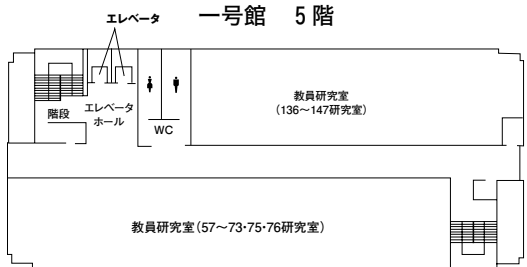 一号館　5階
エレベータ
教員研究室
(136～147研究室)
階段
エレベータ
ホール
WC
教員研究室(57～73・75・76研究室)